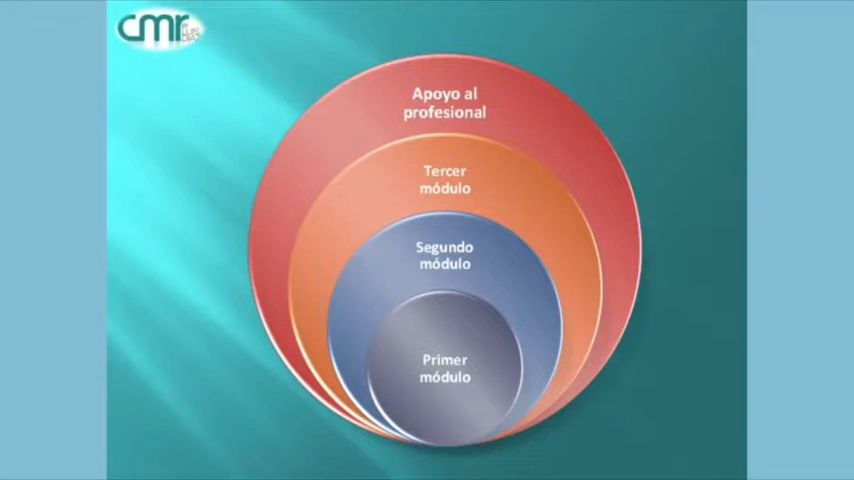 cmr
Apoyo al
profesional
Tercer
módulo
Segundo
módulo
Primer
módulo